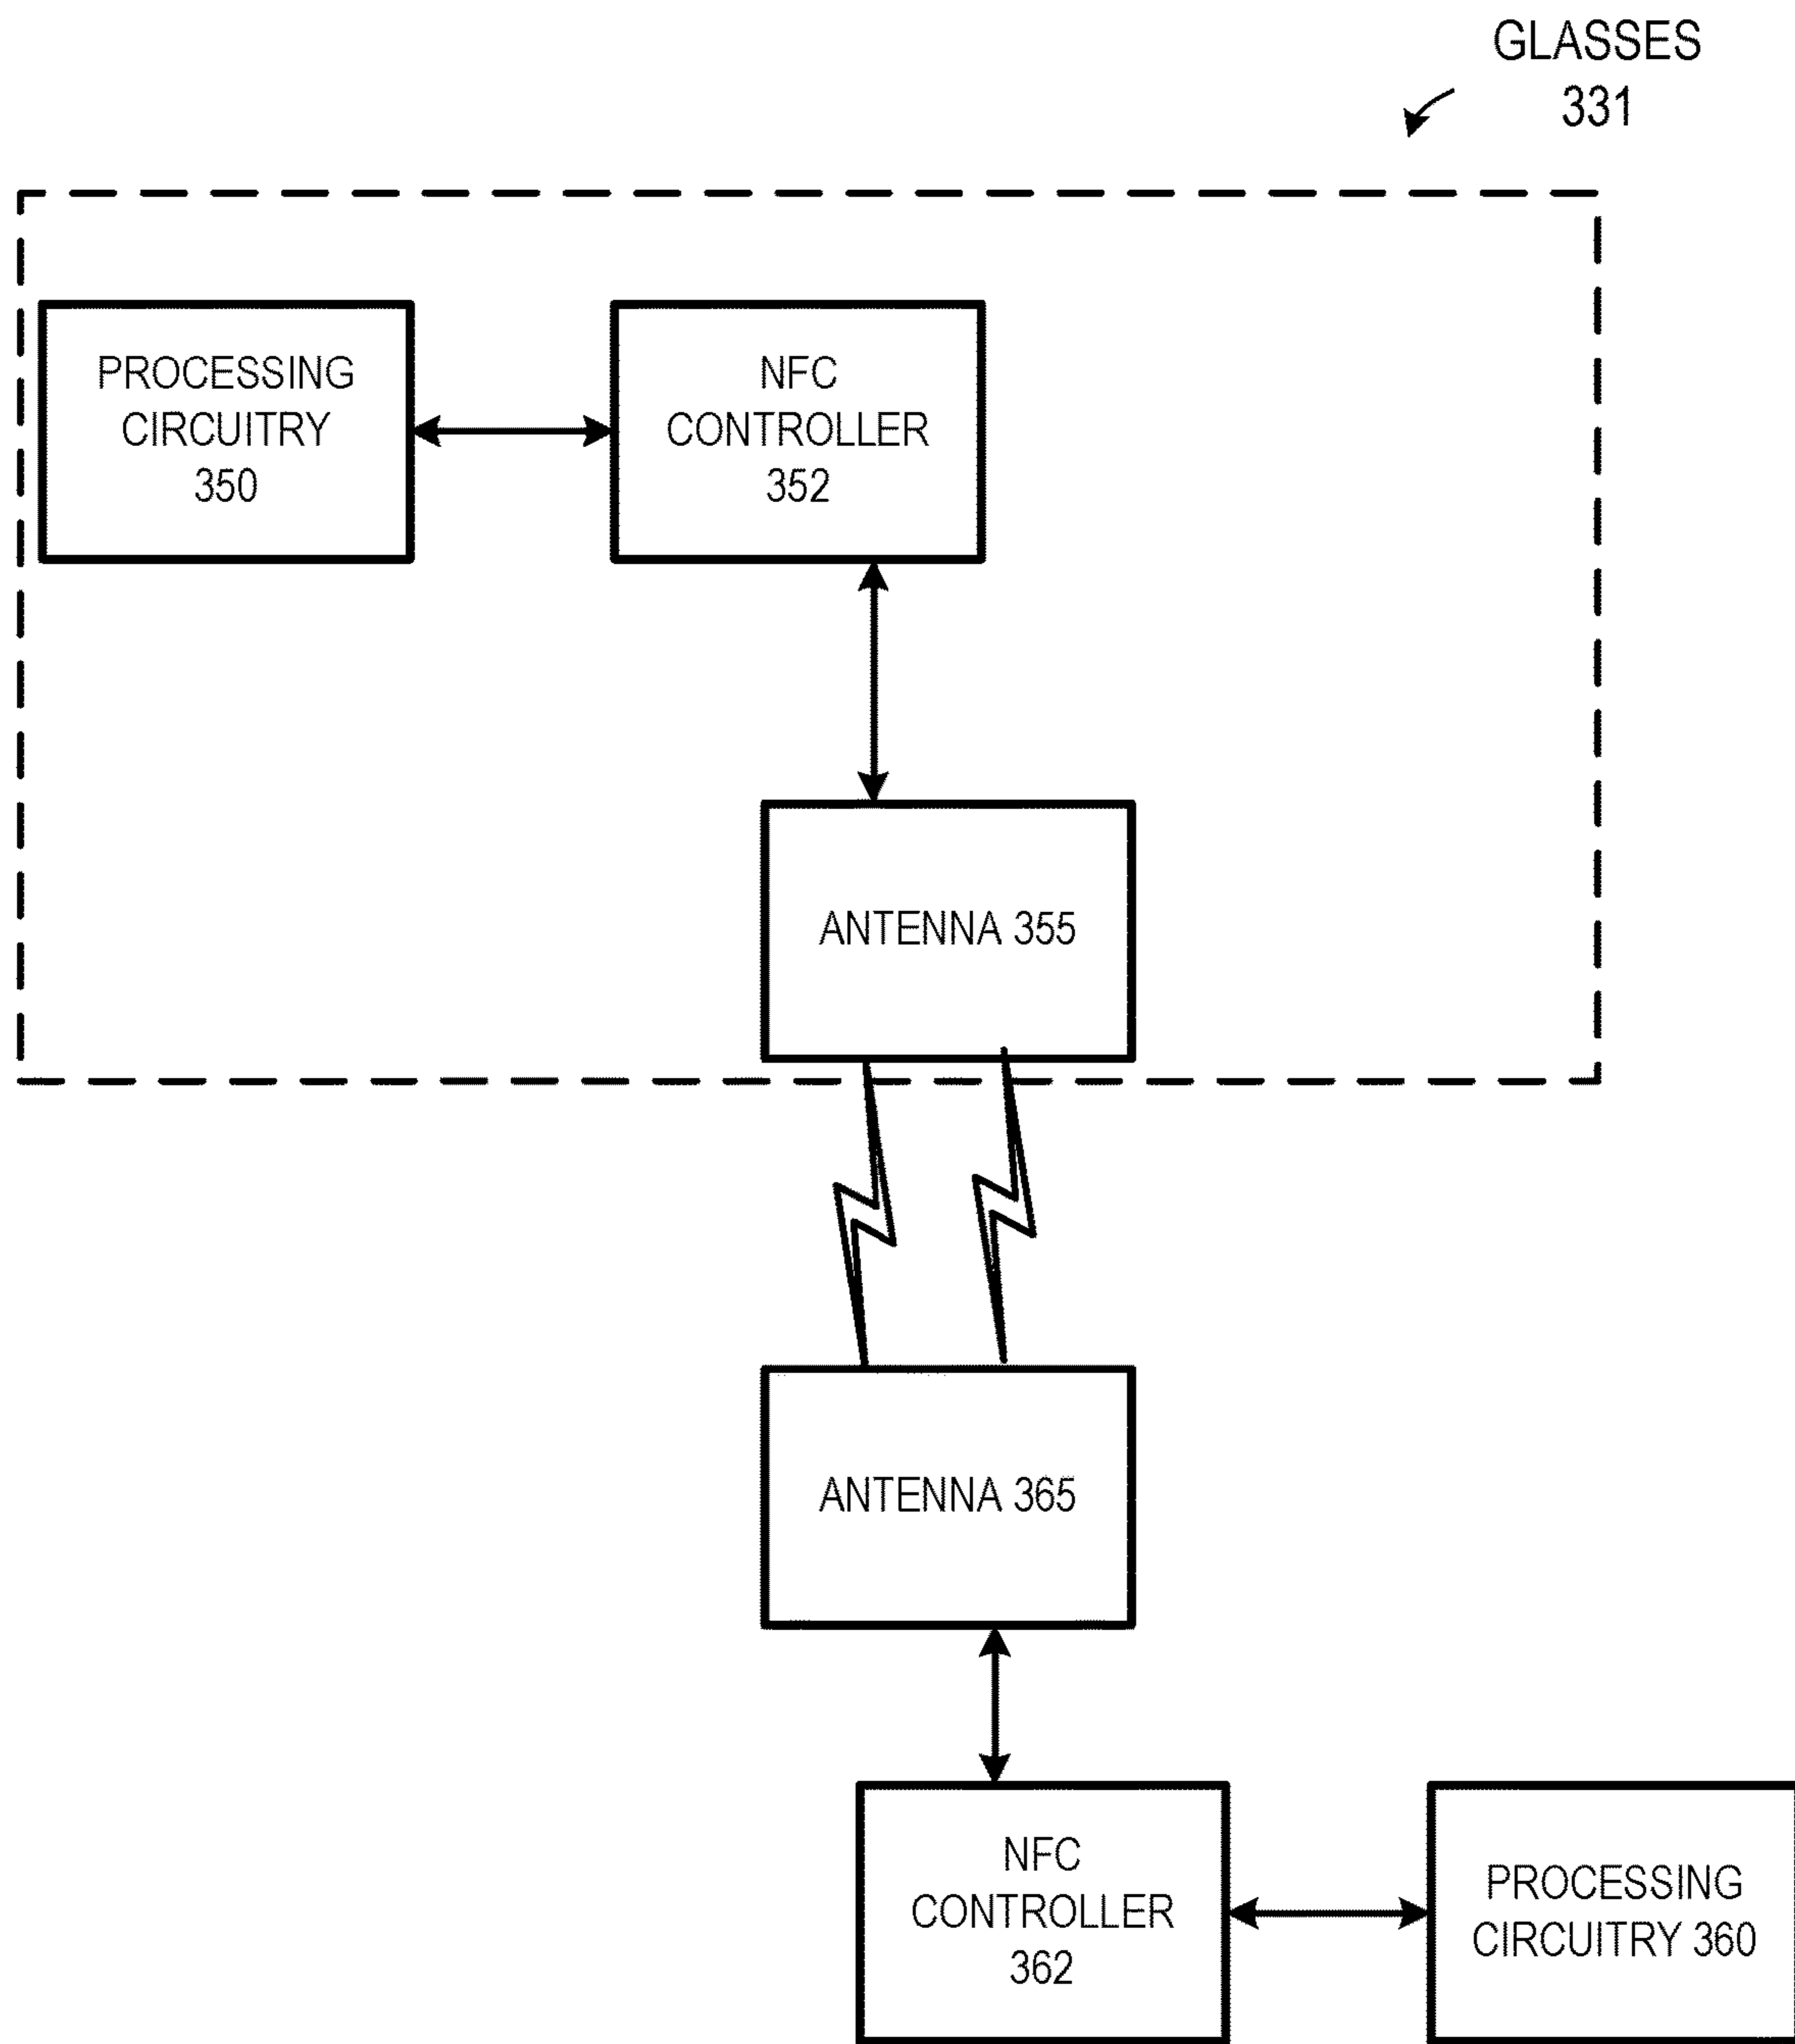 GLASSES
331
PROCESSING
CIRCUITRY
350
NFC
CONTROLLER
352
ANTENNA 355
ANTENNA 365
NFC
CONTROLLER
362
PROCESSING
CIRCUITRY 360